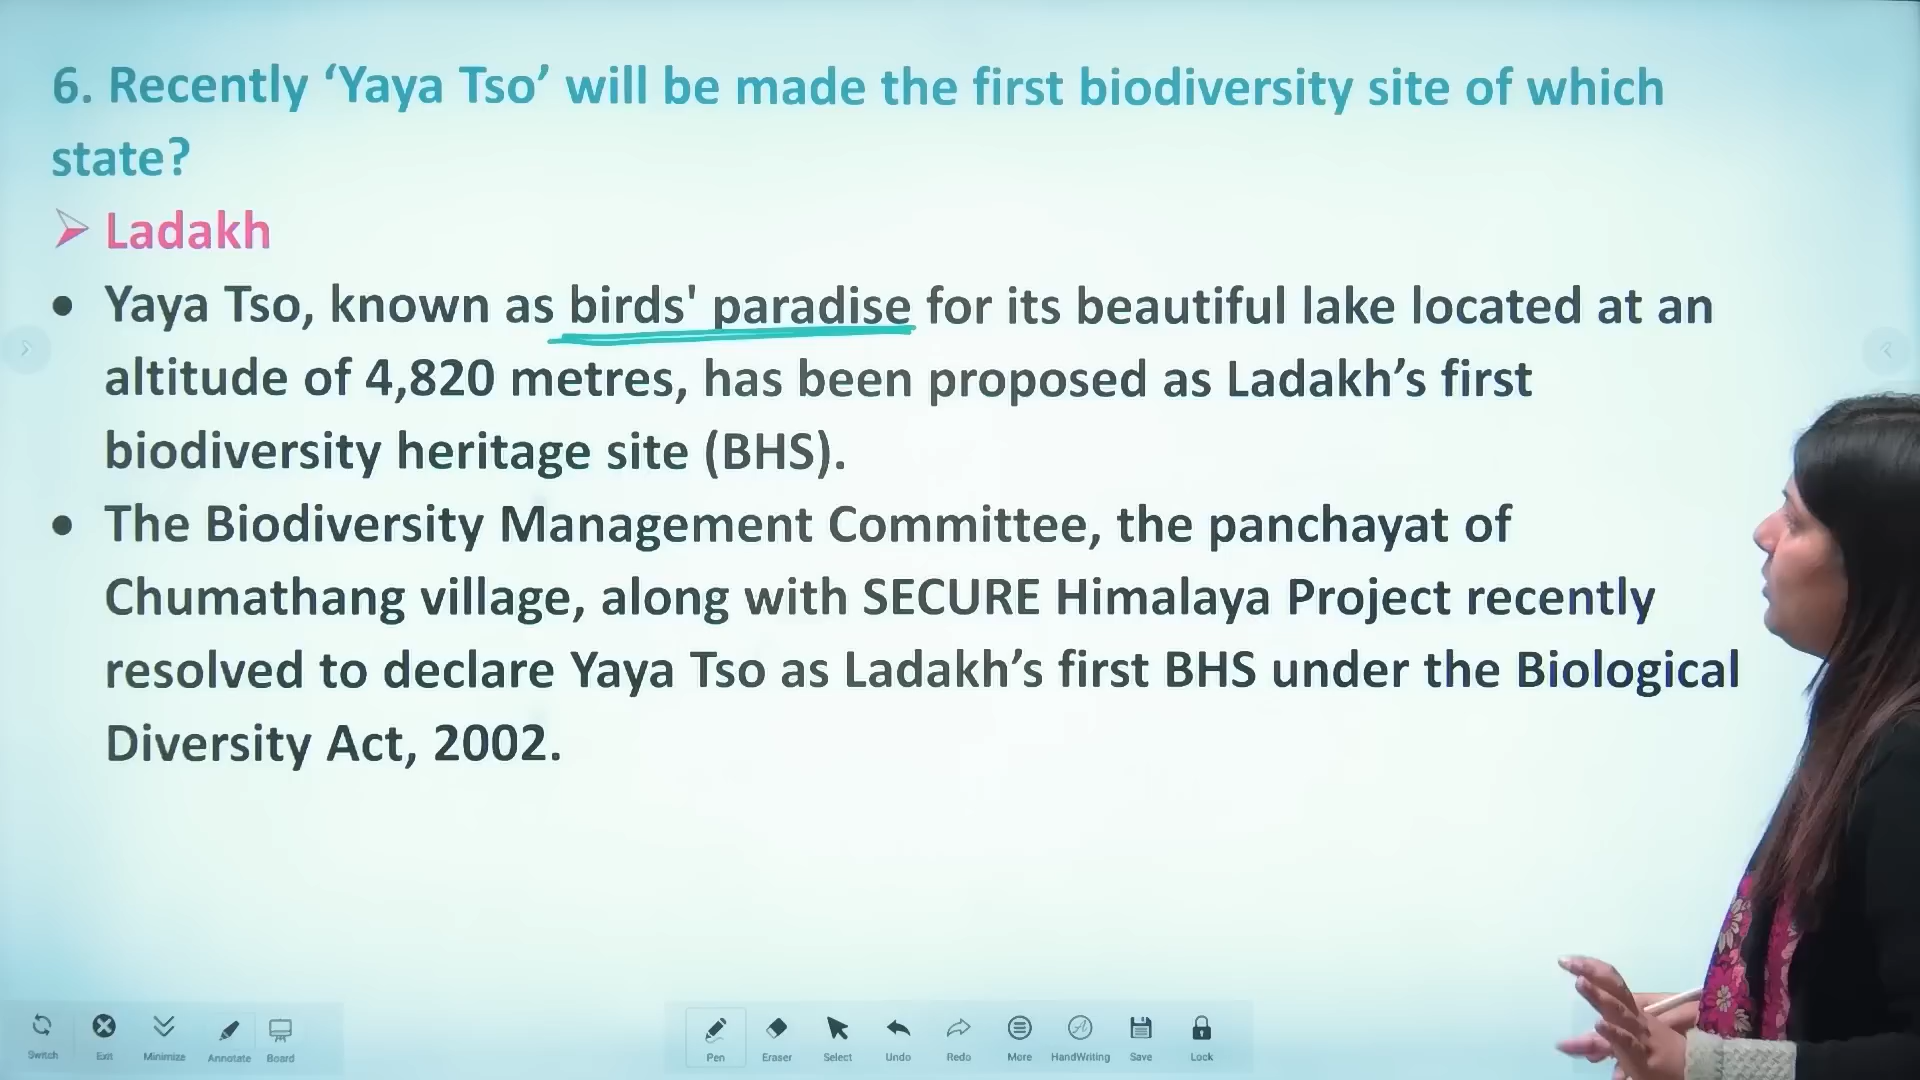 6. Recently ‘Yaya Tso’ will be made the first biodiversity site of which
state?
Ladakh
• Yaya Tso, known as birds' paradise for its beautiful lake located at an
altitude of 4,820 metres, has been proposed as Ladakh’s first
biodiversity heritage site (BHS).
• The Biodiversity Management Committee, the panchayat of
Chumathang village, along with SECURE Himalaya Project recently
resolved to declare Yaya Tso as Ladakh’s first BHS under the Biological
Diversity Act, 2002.
Switch Exit Minimize Annotate Board Pen Eraser Select Undo Redo More HandWriting Save Lock